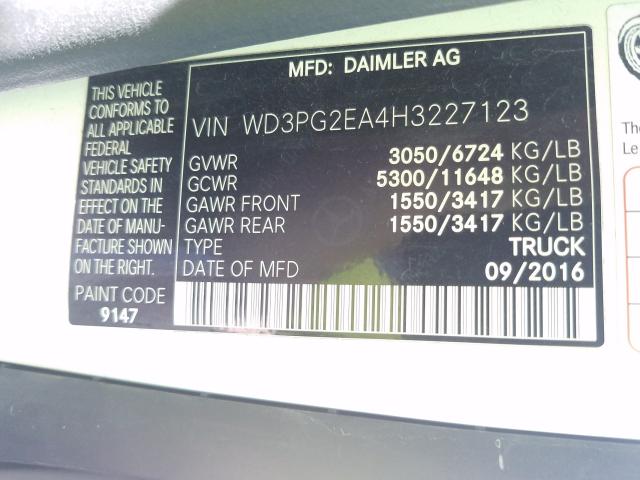 MFD: DAIMLER AG
THIS VEHICLE
CONFORMS TO
ALL APPLICABLE
FEDERAL
VEHICLE SAFETY
STANDARDS IN
EFFECT ON THE
DATE OF MANU-
FACTURE SHOWN
ON THE RIGHT.
PAINT CODE
9147
VIN WD3PG2EA4H3227123
GVWR 3050/6724 KG/LB
GCWR 5300/11648 KG/LB
GAWR FRONT 1550/3417 KG/LB
GAWR REAR 1550/3417 KG/LB
TYPE TRUCK
DATE OF MFD 09/2016
The
Le